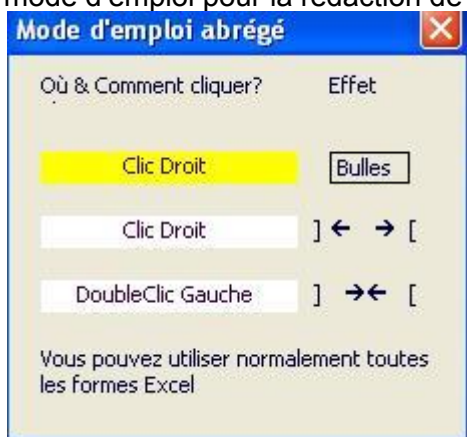 mode d'emploi pour la rédaction de
Mode d'emploi abrégé
Où & Comment cliquer? Effet
Clic Droit Bulles
Clic Droit ] ← → [
DoubleClic Gauche ] →← [
Vous pouvez utiliser normalement toutes
les formes Excel